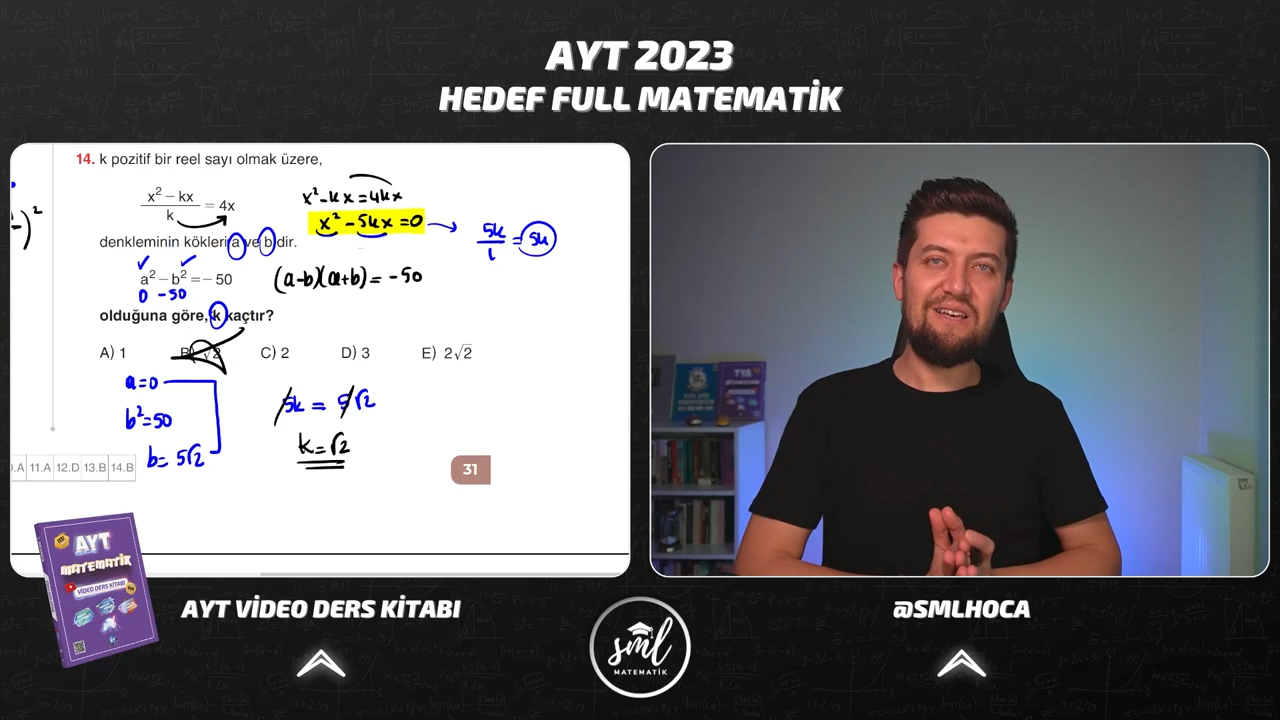 AYT 2023
HEDEF FULL MATEMATİK
14. k pozitif bir reel sayı olmak üzere,
x² – kx / k = 4x
x² - kx = 4kx
x² - 5kx = 0
5k / 1 = 5k
denkleminin kökleri a ve b dir.
a² – b² = – 50
0 -50
(a-b)(a+b) = -50
olduğuna göre, k kaçtır?
A) 1 B) √2 C) 2 D) 3 E) 2√2
a=0
b²=50
b= 5√2
5k = 5√2
k = √2
.A 11.A 12.D 13.B 14.B
31
AYT
MATEMATİK
VİDEO DERS KİTABI
AYT VİDEO DERS KİTABI
sml
MATEMATİK
@SMLHOCA